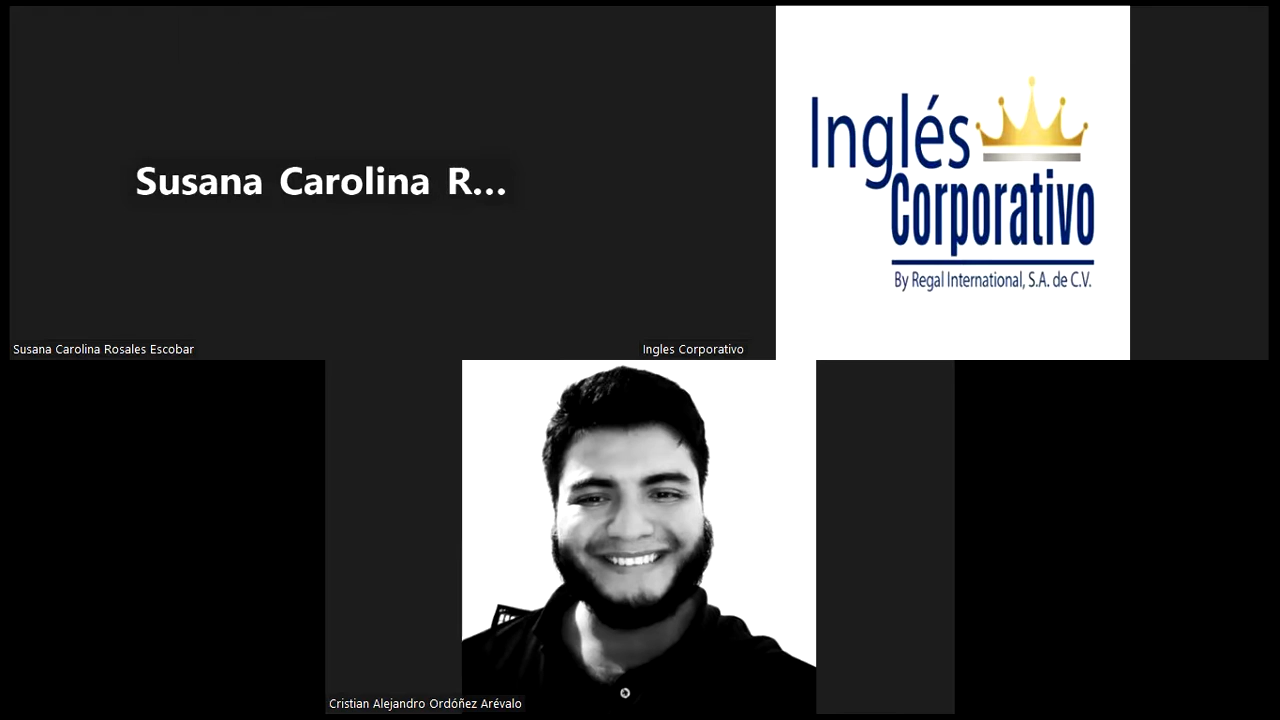 Susana Carolina R...
Susana Carolina Rosales Escobar
Inglés
Corporativo
By Regal International, S.A. de C.V.
Ingles Corporativo
Cristian Alejandro Ordóñez Arévalo